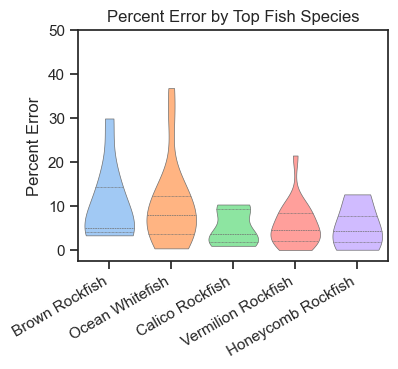 Percent Error by Top Fish Species
50
40
30
20
10
0
Percent Error
Brown Rockfish
Ocean Whitefish
Calico Rockfish
Vermilion Rockfish
Honeycomb Rockfish